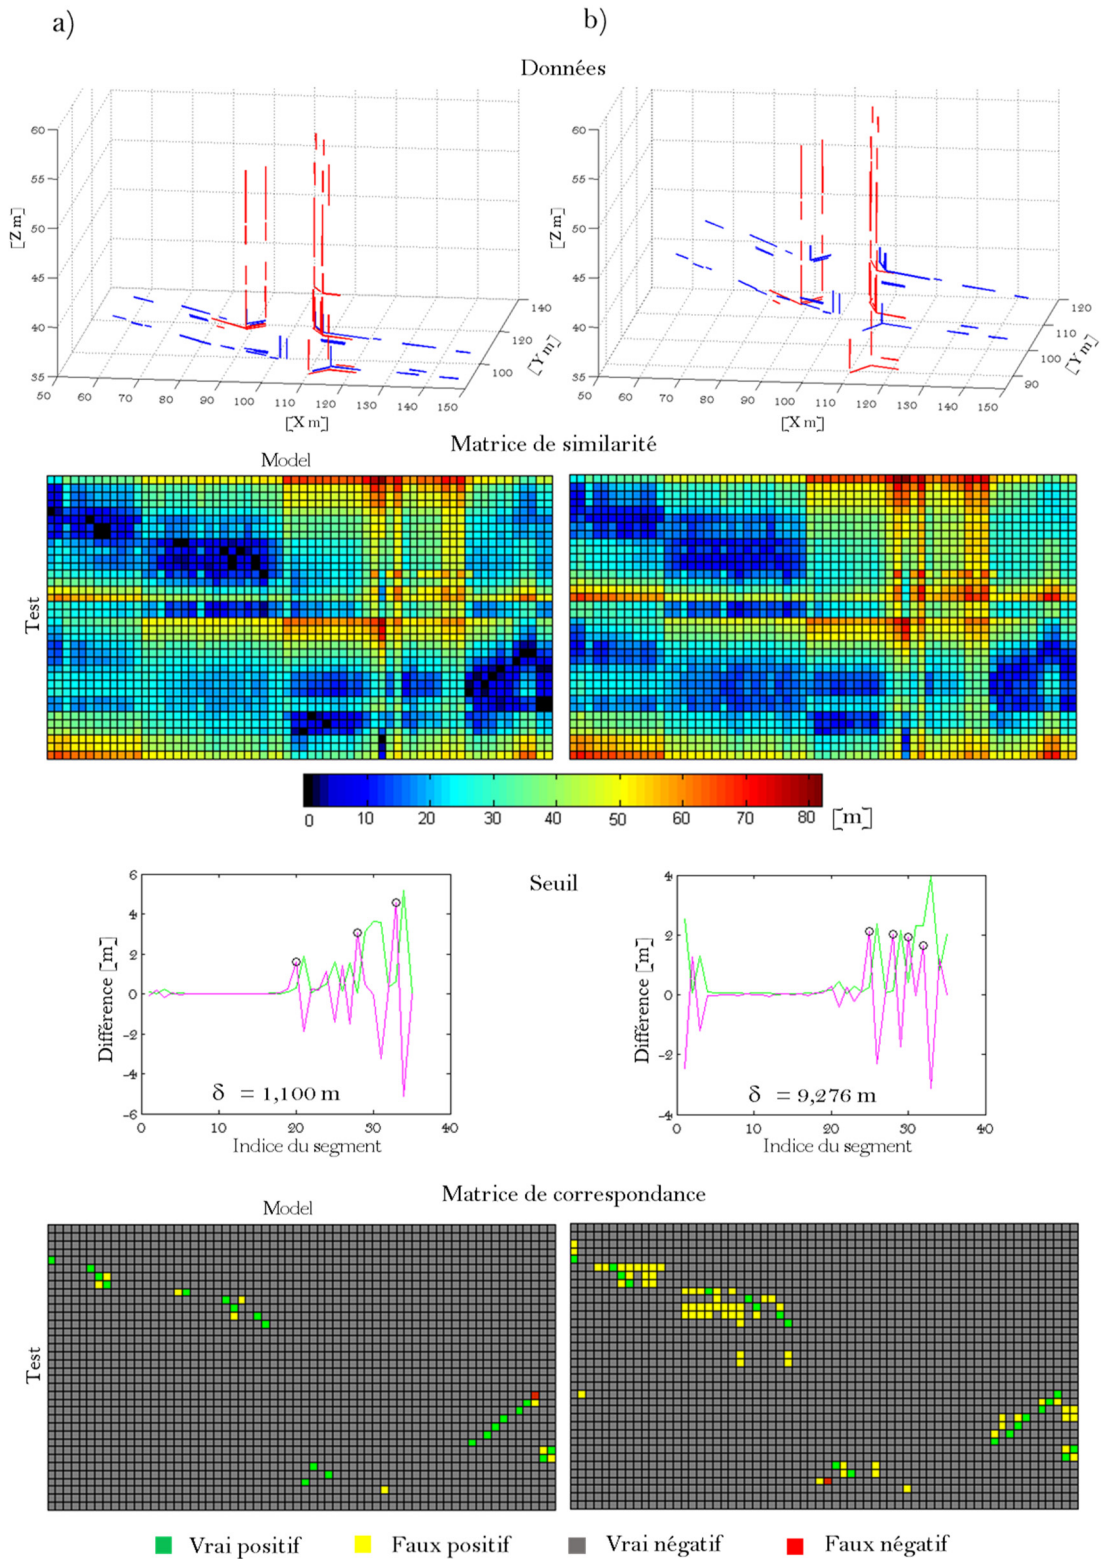 a) b)
Données
60
55
50
45
40
35
[Z m]
50 60 70 80 90 100 110 120 130 140 150
[X m]
140
120
100
[Y m]
60
55
50
45
40
35
[Z m]
50 60 70 80 90 100 110 120 130 140 150
[X m]
120
110
100
90
[Y m]
Matrice de similarité
Model
Test
0 10 20 30 40 50 60 70 80 [m]
Seuil
6
4
2
0
-2
-4
-6
Différence [m]
δ = 1,100 m
0 10 20 30 40
Indice du segment
4
2
0
-2
-4
Différence [m]
δ = 9,276 m
0 10 20 30 40
Indice du segment
Matrice de correspondance
Model
Test
Vrai positif Faux positif Vrai négatif Faux négatif